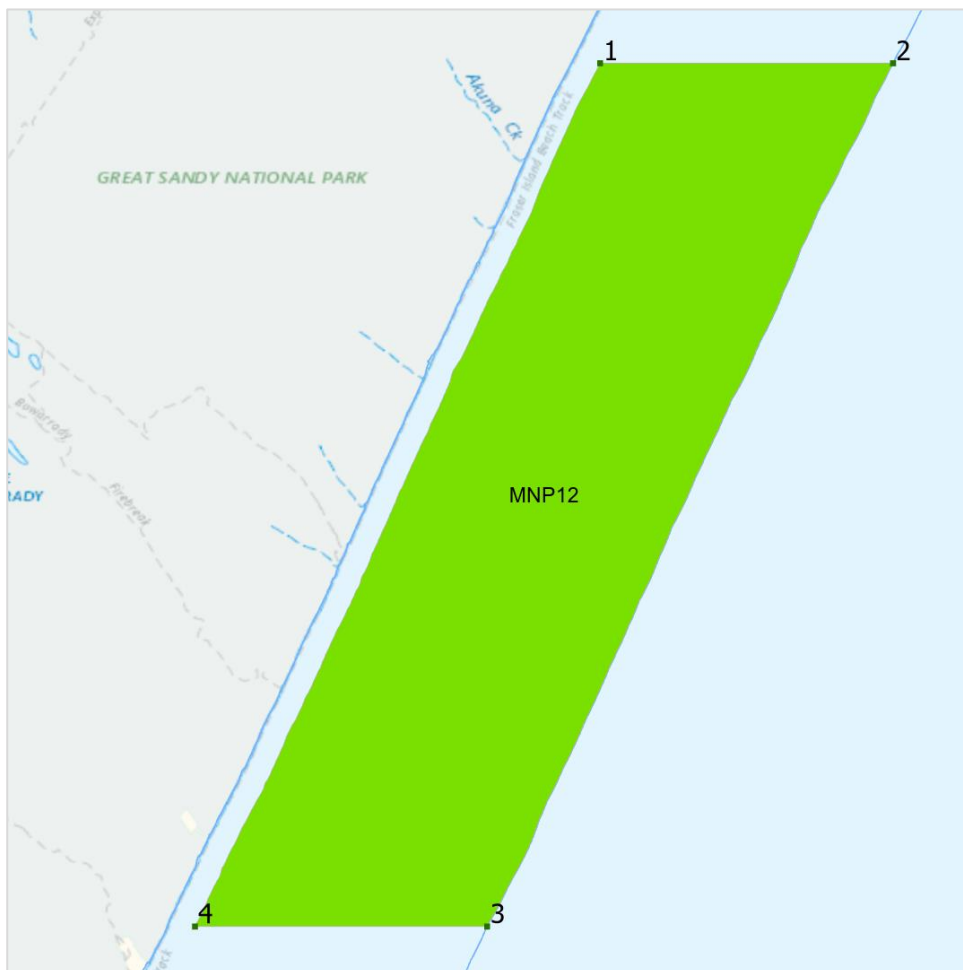 1
2
Akuna Ck
Fraser Island Beach Track
GREAT SANDY NATIONAL PARK
Bowarrady
Firebreak
RADY
MNP12
4
3